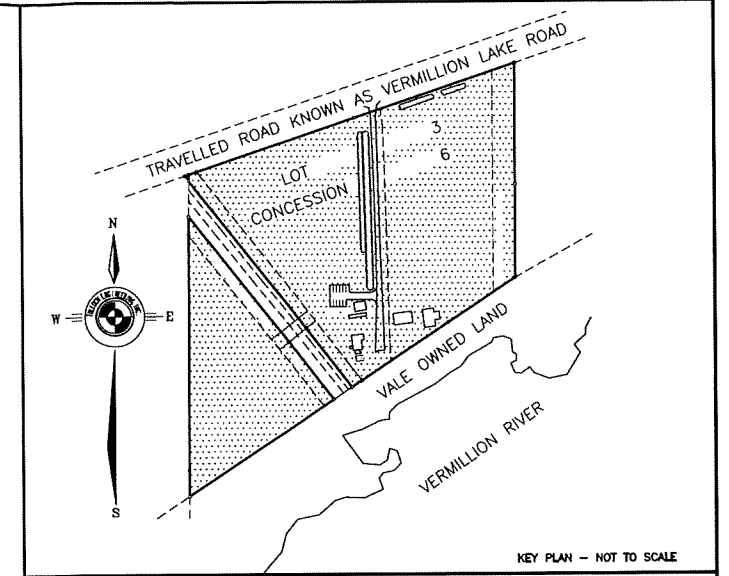 TRAVELLED ROAD KNOWN AS VERMILLION LAKE ROAD
LOT 3
CONCESSION 6
N
W E
S
VALE OWNED LAND
VERMILLION RIVER
KEY PLAN – NOT TO SCALE